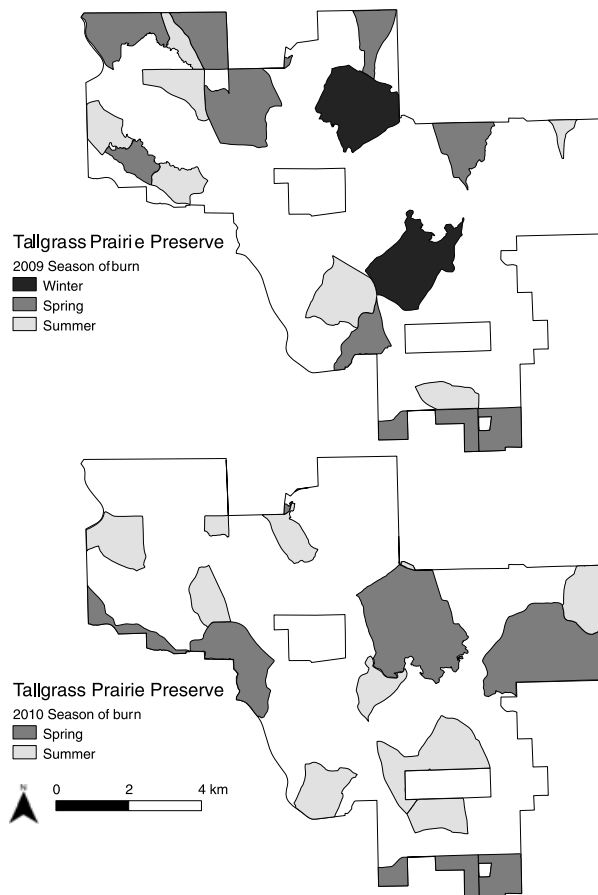 Tallgrass Prairie Preserve
2009 Season of burn
Winter
Spring
Summer
Tallgrass Prairie Preserve
2010 Season of burn
Spring
Summer
N
0 2 4 km